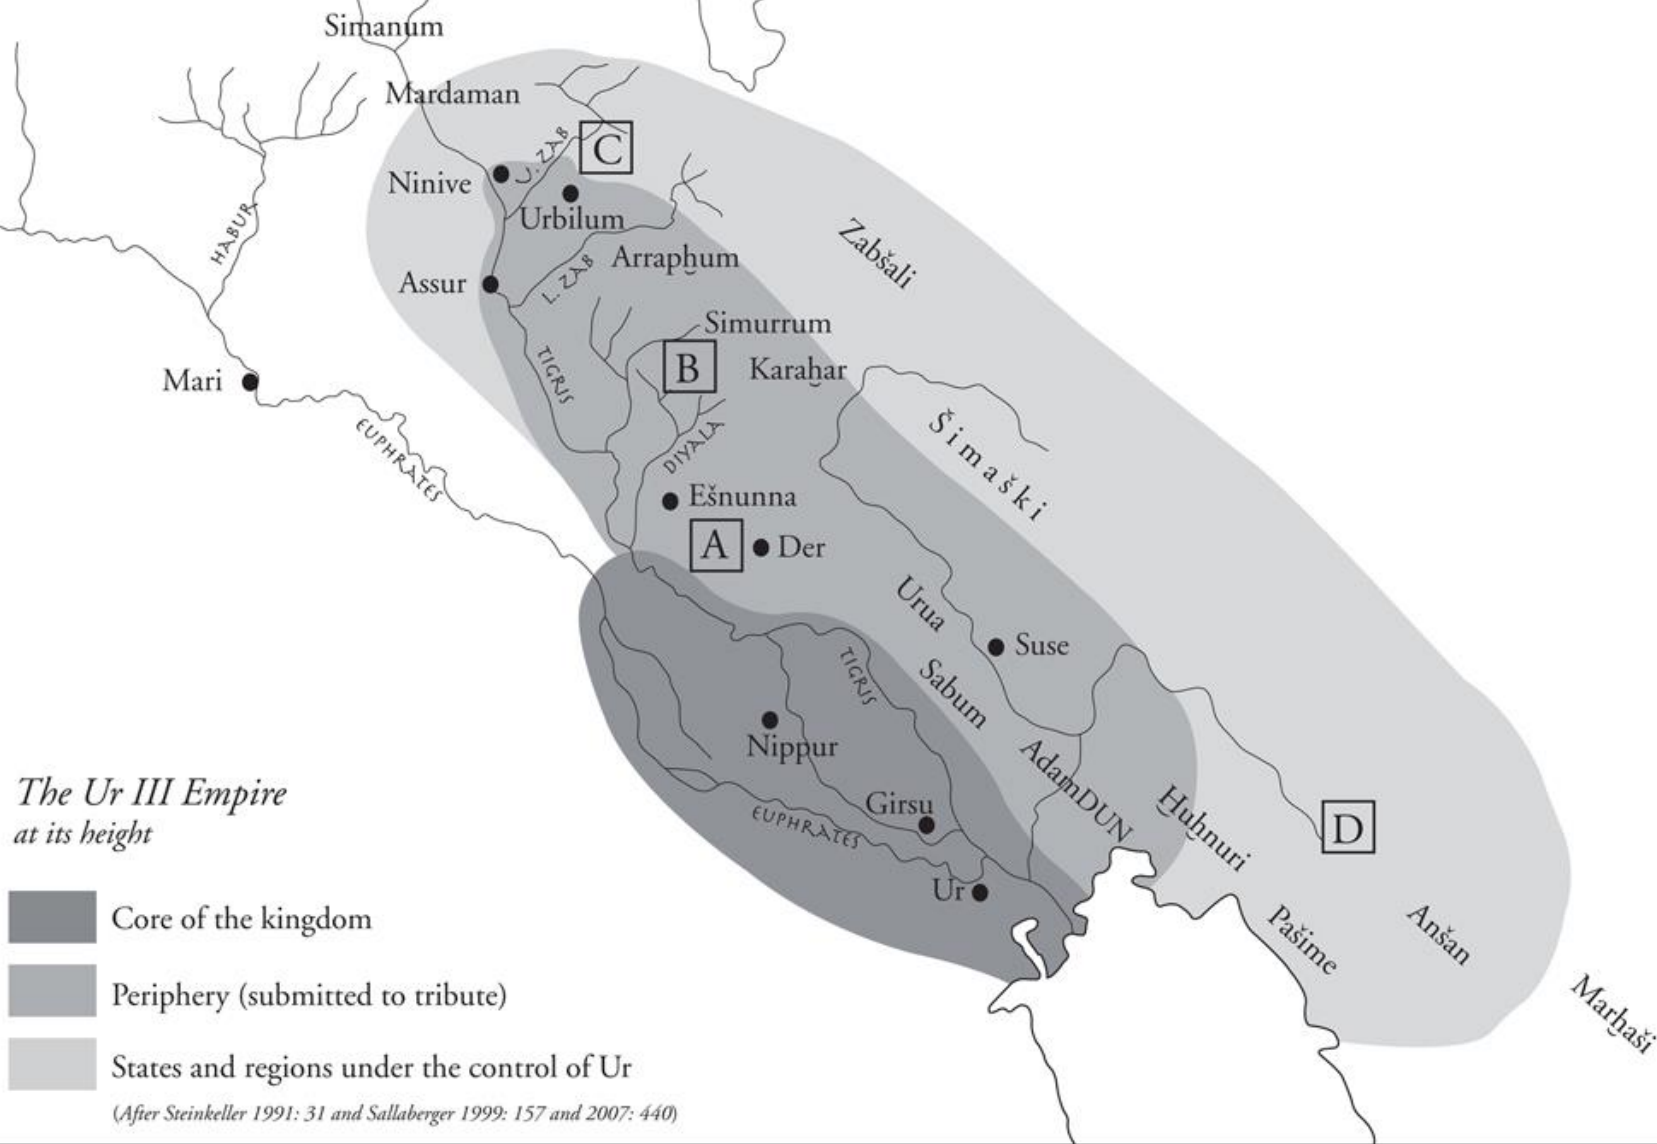 Simanum
Mardaman
U. ZAB
C
Ninive
Urbilum
HABUR
Zabšali
Arrapḫum
Assur
L. ZAB
Simurrum
TIGRIS
B
Karaḫar
Mari
Šimaški
EUPHRATES
DIYALA
Ešnunna
A
Der
Urua
Suse
TIGRIS
Sabum
Nippur
AdamDUN
The Ur III Empire
at its height
Girsu
EUPHRATES
Ḫuḫnuri
D
Ur
Core of the kingdom
Pašime
Anšan
Periphery (submitted to tribute)
Marḫaši
States and regions under the control of Ur
(After Steinkeller 1991: 31 and Sallaberger 1999: 157 and 2007: 440)